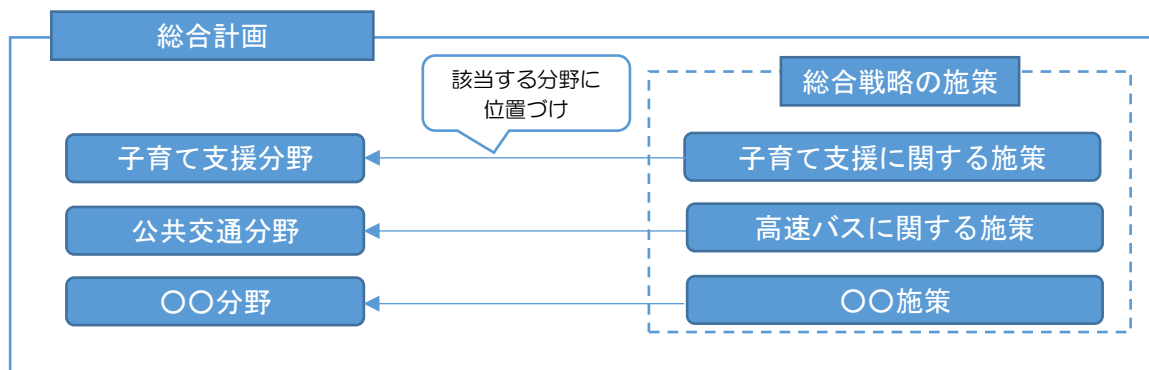 総合計画
該当する分野に
位置づけ
総合戦略の施策
子育て支援分野
子育て支援に関する施策
公共交通分野
高速バスに関する施策
〇〇分野
〇〇施策